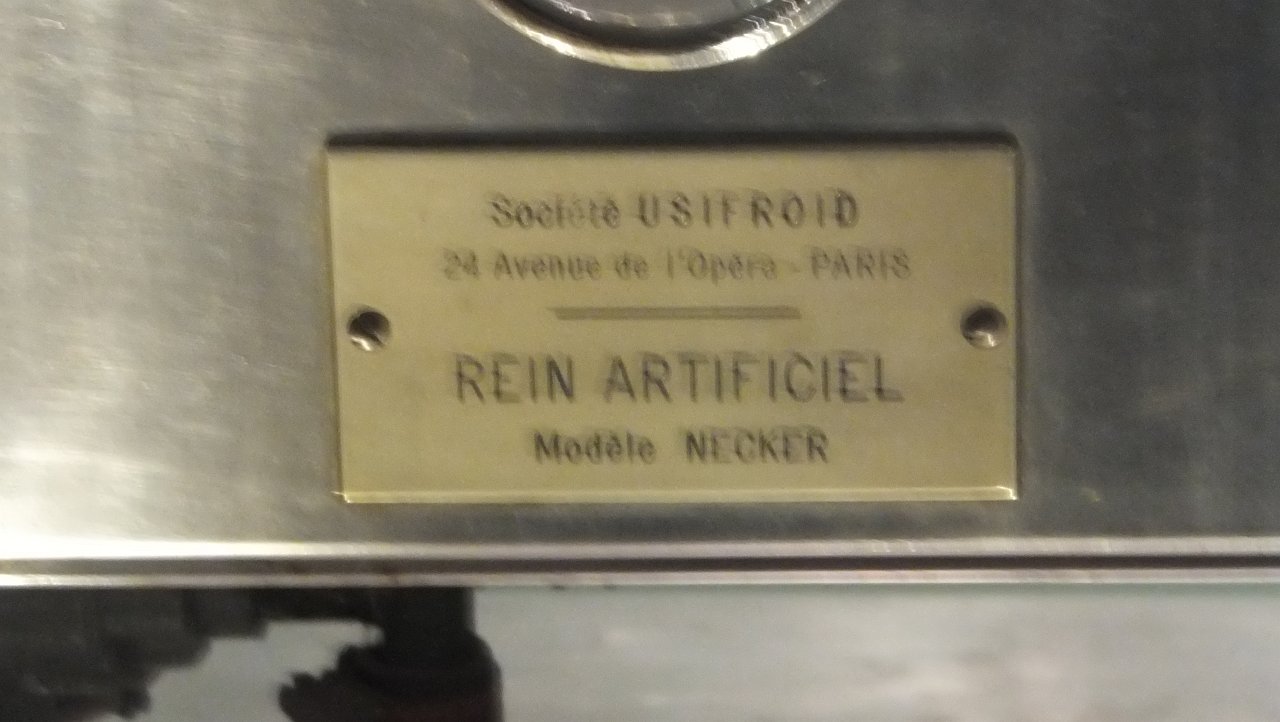 Société USIFROID
24 Avenue de l'Opéra - PARIS
REIN ARTIFICIEL
Modèle NECKER